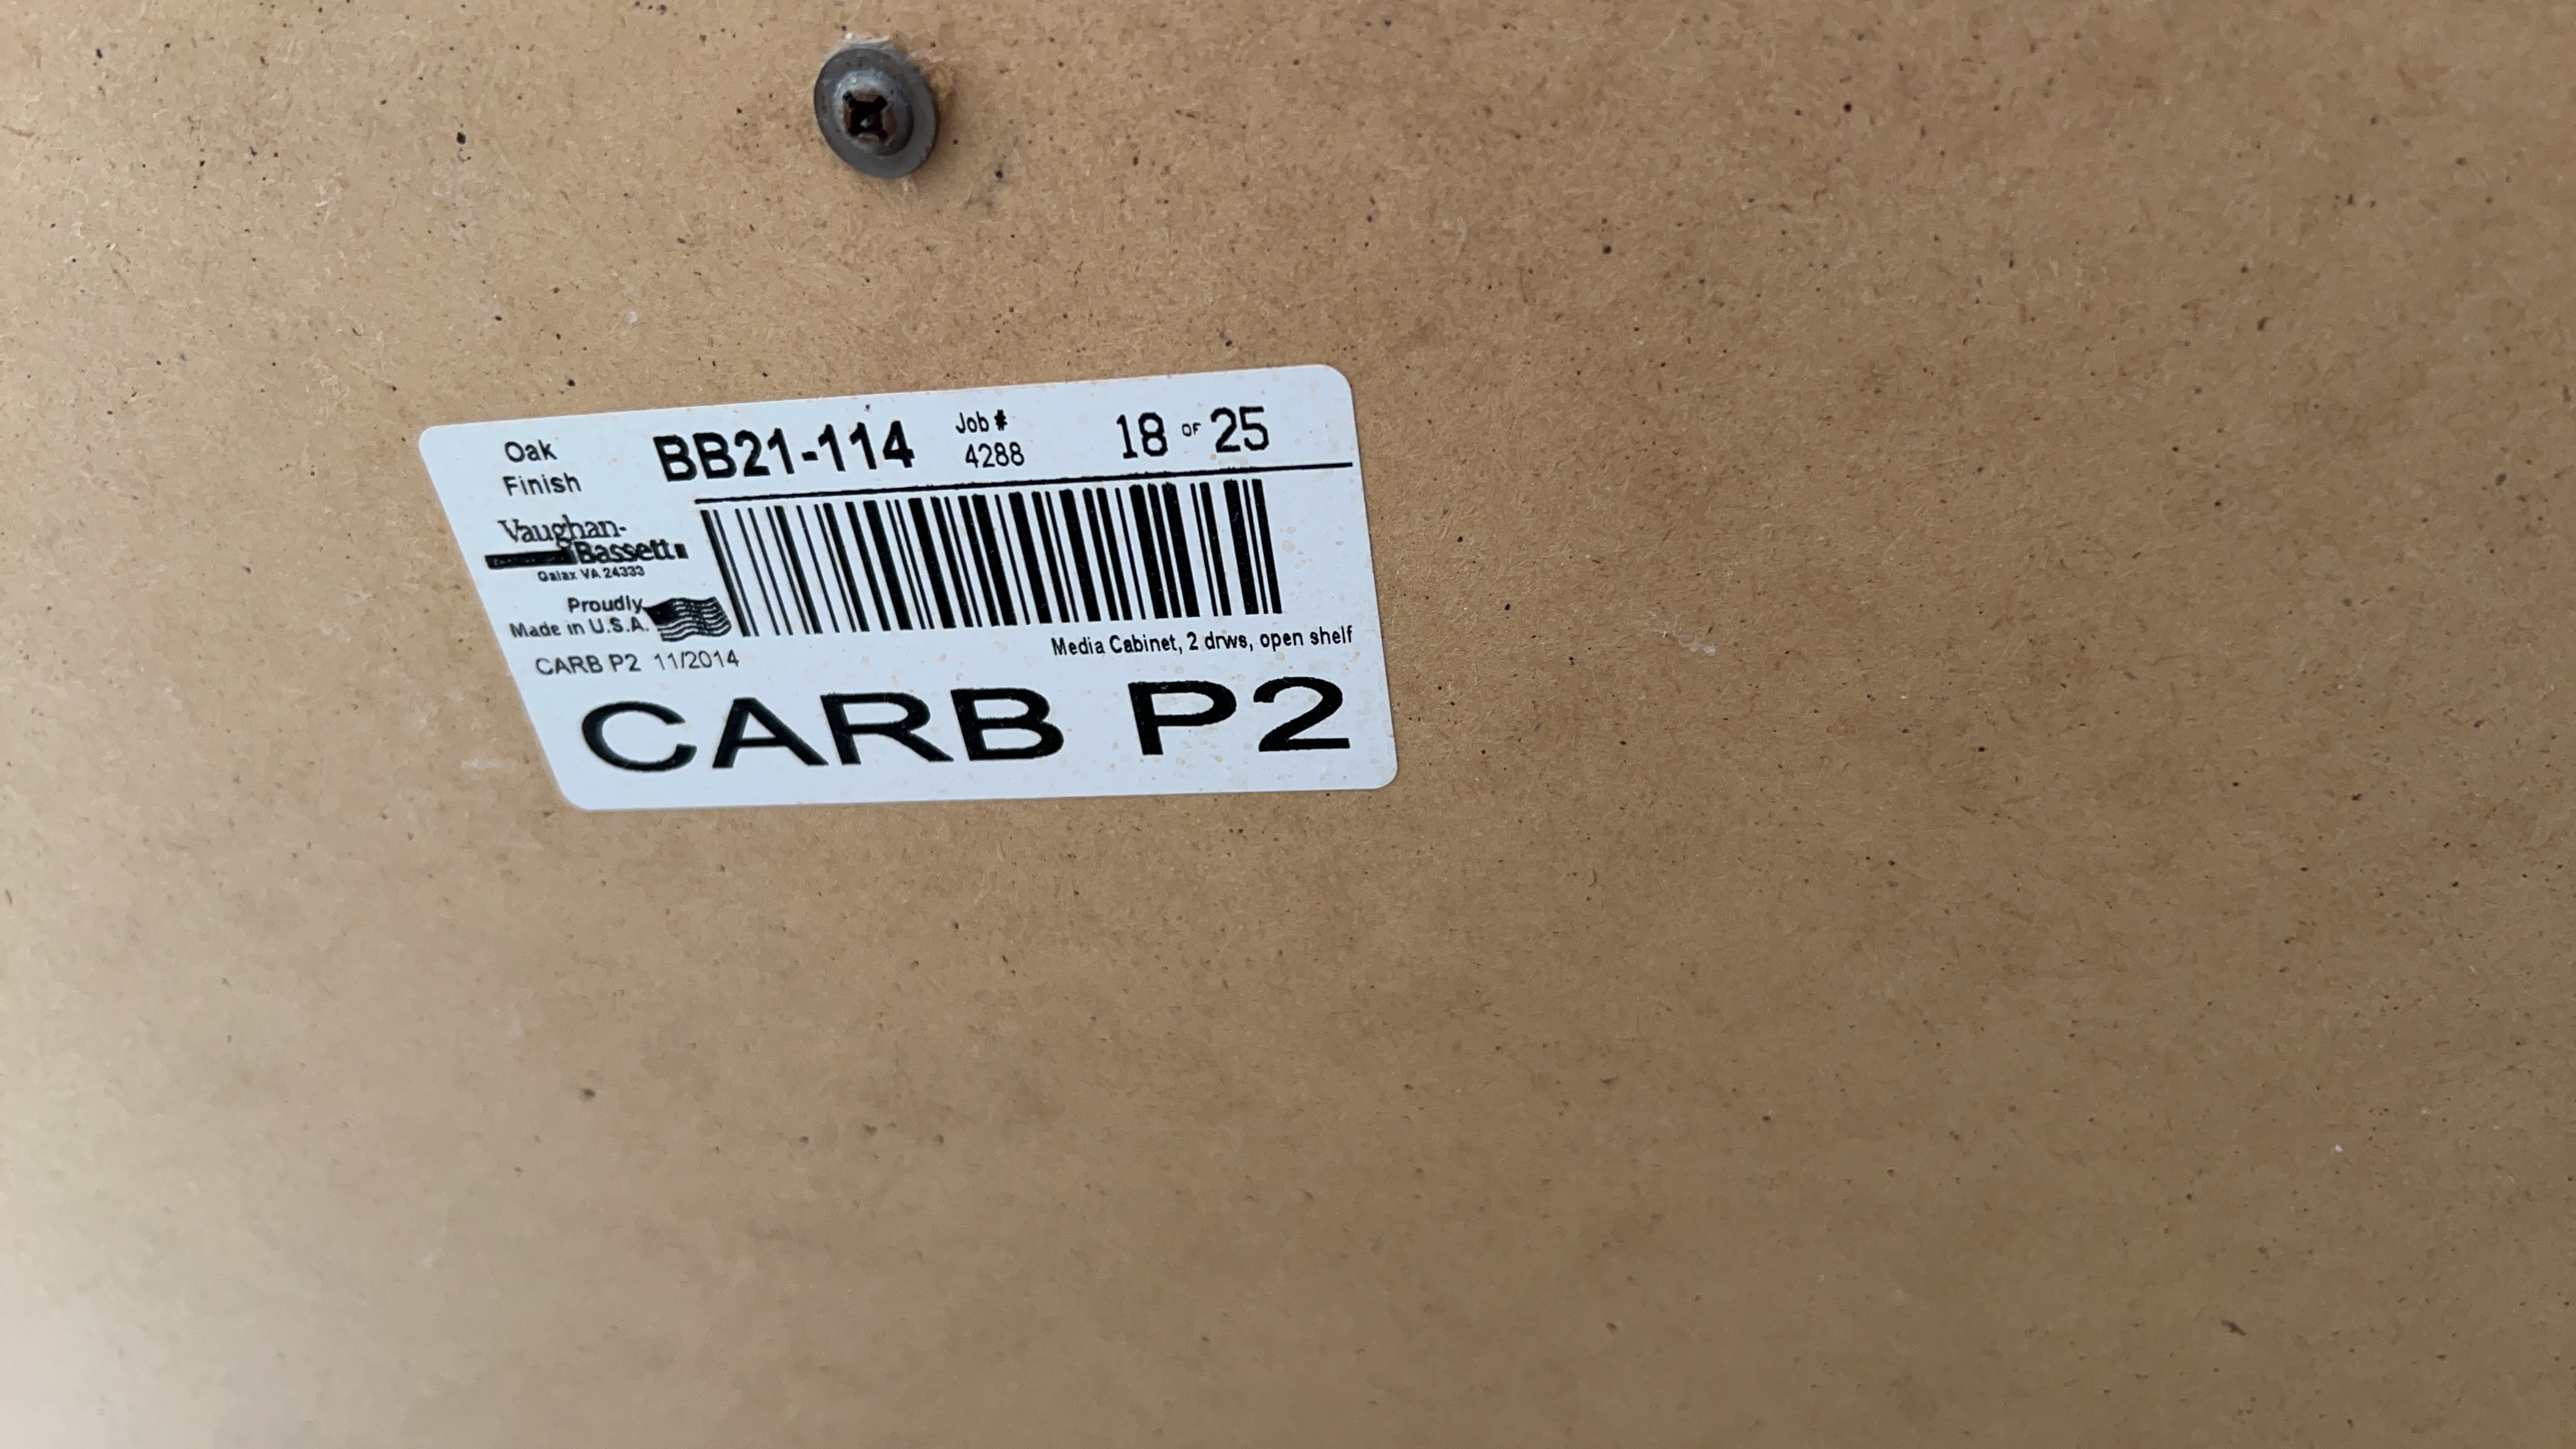 Oak
Finish
BB21-114
Job #
4288
18 OF 25
Vaughan-
Bassett
Galax VA 24333
Proudly
Made in U.S.A.
CARB P2 11/2014
Media Cabinet, 2 drws, open shelf
CARB P2